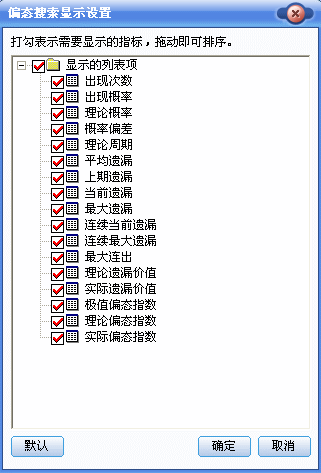 偏态搜索显示设置
打勾表示需要显示的指标，拖动即可排序。
显示的列表项
出现次数
出现概率
理论概率
概率偏差
理论周期
平均遗漏
上期遗漏
当前遗漏
最大遗漏
连续当前遗漏
连续最大遗漏
最大连出
理论遗漏价值
实际遗漏价值
极值偏态指数
理论偏态指数
实际偏态指数
默认 确定 取消